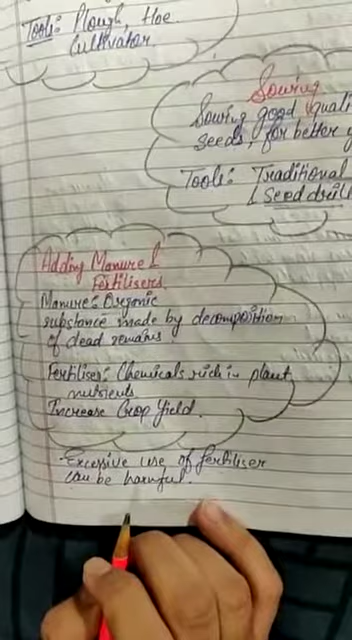 Tools: Plough, Hoe
Cultivator
Sowing
Sowing good quali
seeds, for better y
Tools: Traditional
& Seed drill
Adding Manure &
Fertilisers
Manure: Organic
substance made by decomposition
of dead remains
Fertiliser: Chemicals rich in plant
nutrients
Increase Crop yield.
Excessive use of fertiliser
can be harmful.